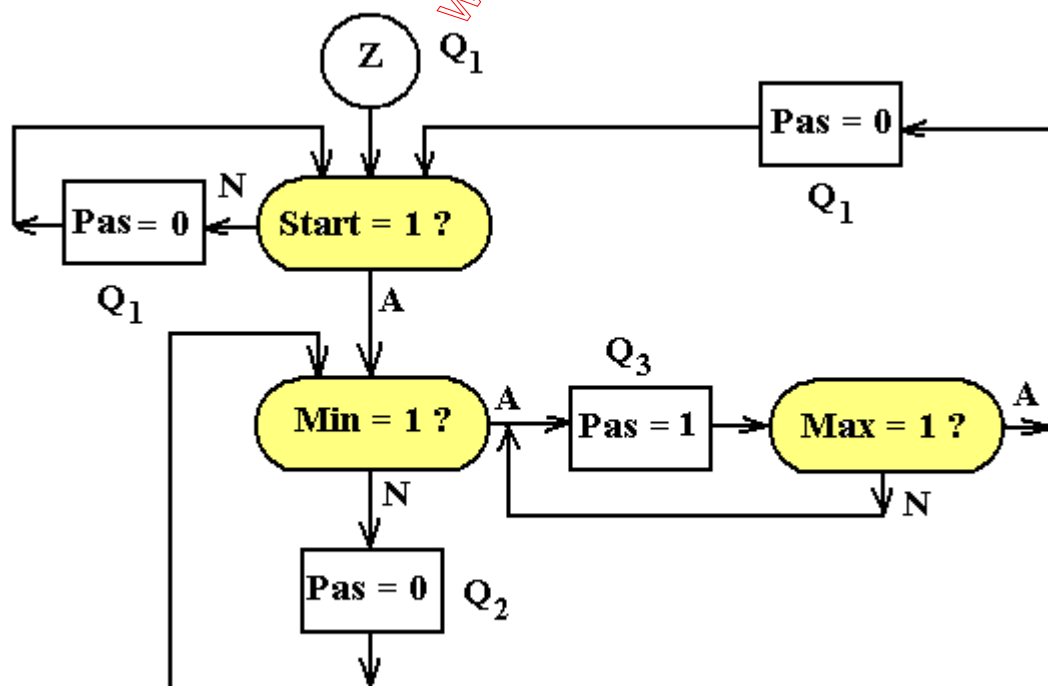 Z
Q1
Pas = 0
Q1
N
Pas = 0
Q1
Start = 1 ?
A
Q3
Min = 1 ?
A
Pas = 1
Max = 1 ?
A
N
N
Pas = 0
Q2